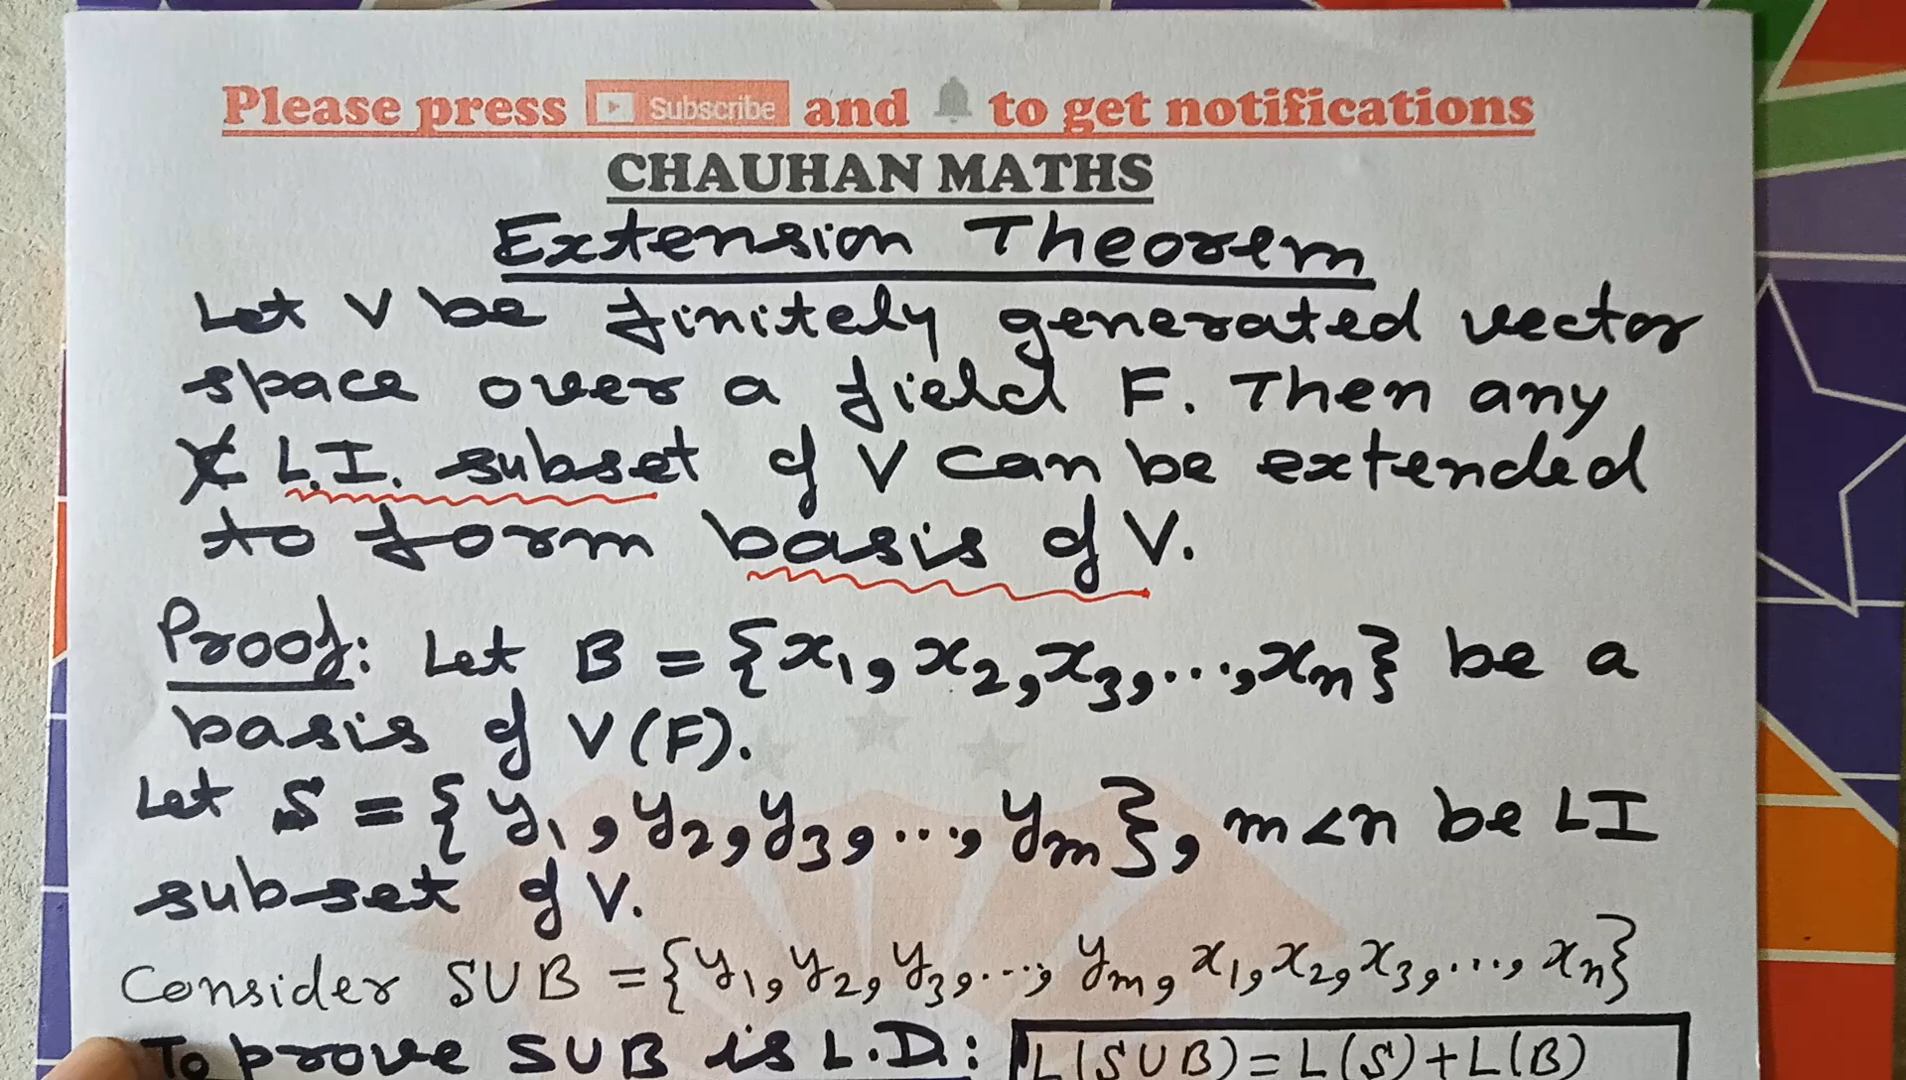 Please press Subscribe and to get notifications
CHAUHAN MATHS
Extension Theorem
Let V be finitely generated vector
space over a field F. Then any
L.I. subset of V can be extended
to form basis of V.
Proof: Let B = {x₁, x₂, x₃, ..., xₙ} be a
basis of V(F).
Let S = {y₁, y₂, y₃, ..., yₘ}, m<n be LI
sub-set of V.
Consider SUB = {y₁, y₂, y₃, ..., yₘ, x₁, x₂, x₃, ..., xₙ}
To prove SUB is L.D.: L(SUB) = L(S)+L(B)